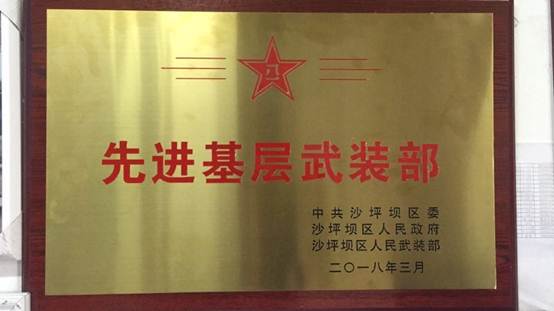 八一
先进基层武装部
中共沙坪坝区委
沙坪坝区人民政府
沙坪坝区人民武装部
二〇一八年三月